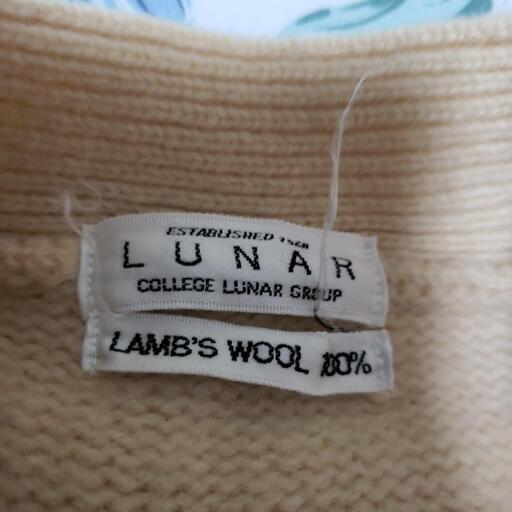 ESTABLISHED
LUNAR
COLLEGE LUNAR GROUP
LAMB'S WOOL 100%